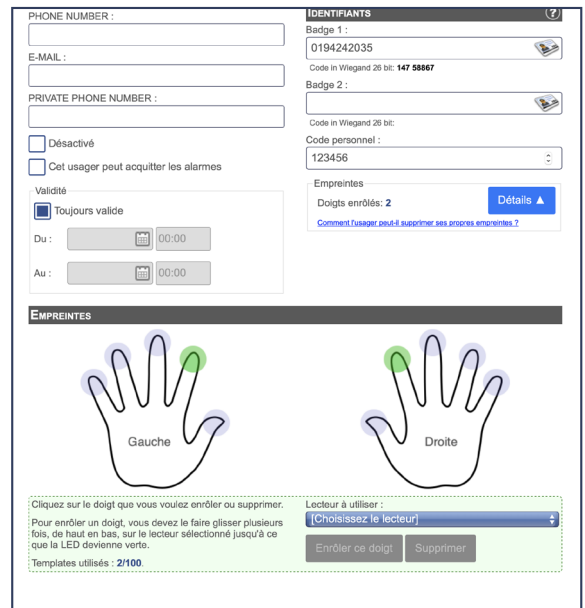 PHONE NUMBER :
E-MAIL :
PRIVATE PHONE NUMBER :
Désactivé
Cet usager peut acquitter les alarmes
Validité
Toujours valide
Du :
00:00
Au :
00:00
IDENTIFIANTS
?
Badge 1 :
0194242035
Code in Wiegand 26 bit: 147 58867
Badge 2 :
Code in Wiegand 26 bit:
Code personnel :
123456
Empreintes
Doigts enrôlés: 2
Détails ▲
Comment l'usager peut-il supprimer ses propres empreintes ?
EMPREINTES
Gauche
Droite
Cliquez sur le doigt que vous voulez enrôler ou supprimer.
Pour enrôler un doigt, vous devez le faire glisser plusieurs
fois, de haut en bas, sur le lecteur sélectionné jusqu'à ce
que la LED devienne verte.
Templates utilisés : 2/100.
Lecteur à utiliser :
[Choisissez le lecteur]
Enrôler ce doigt
Supprimer